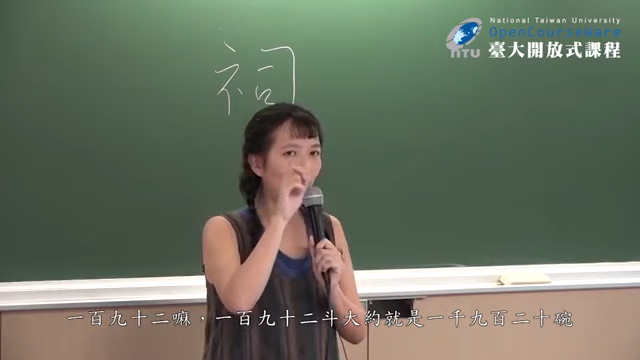 National Taiwan University
OpenCourseware
NTU 臺大開放式課程
祠
一百九十二嘛，一百九十二斗大約就是一千九百二十碗